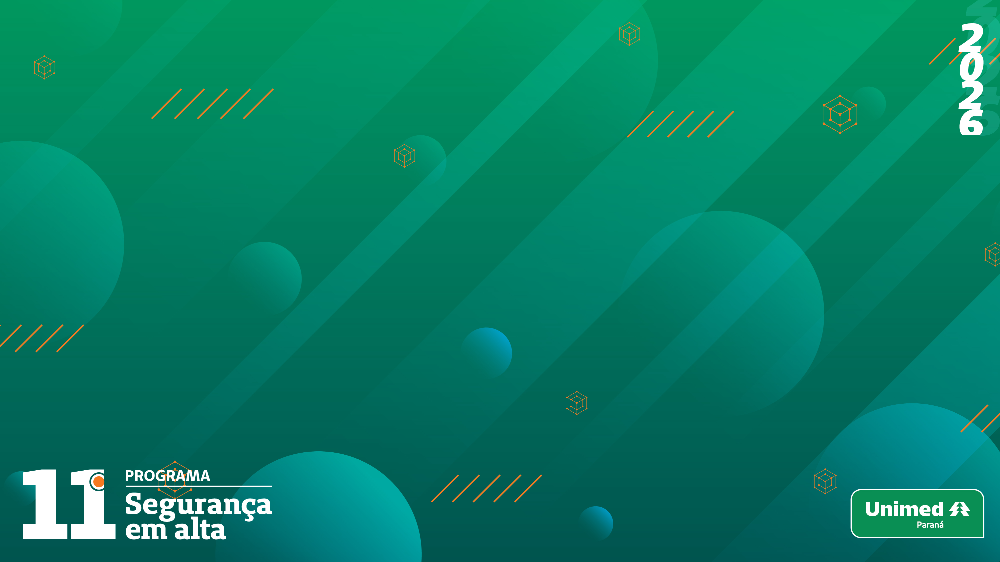 2026
11
PROGRAMA
Segurança
em alta
Unimed
Paraná